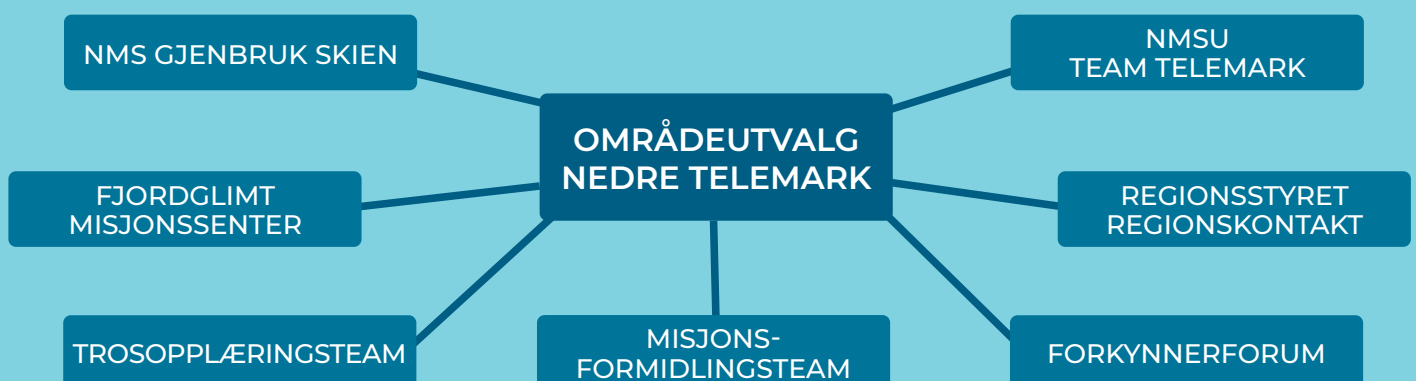 NMS GJENBRUK SKIEN
NMSU
TEAM TELEMARK
OMRÅDEUTVALG
NEDRE TELEMARK
FJORDGLIMT
MISJONSSENTER
REGIONSSTYRET
REGIONSKONTAKT
TROSOPPLÆRINGSTEAM
MISJONS-
FORMIDLINGSTEAM
FORKYNNERFORUM